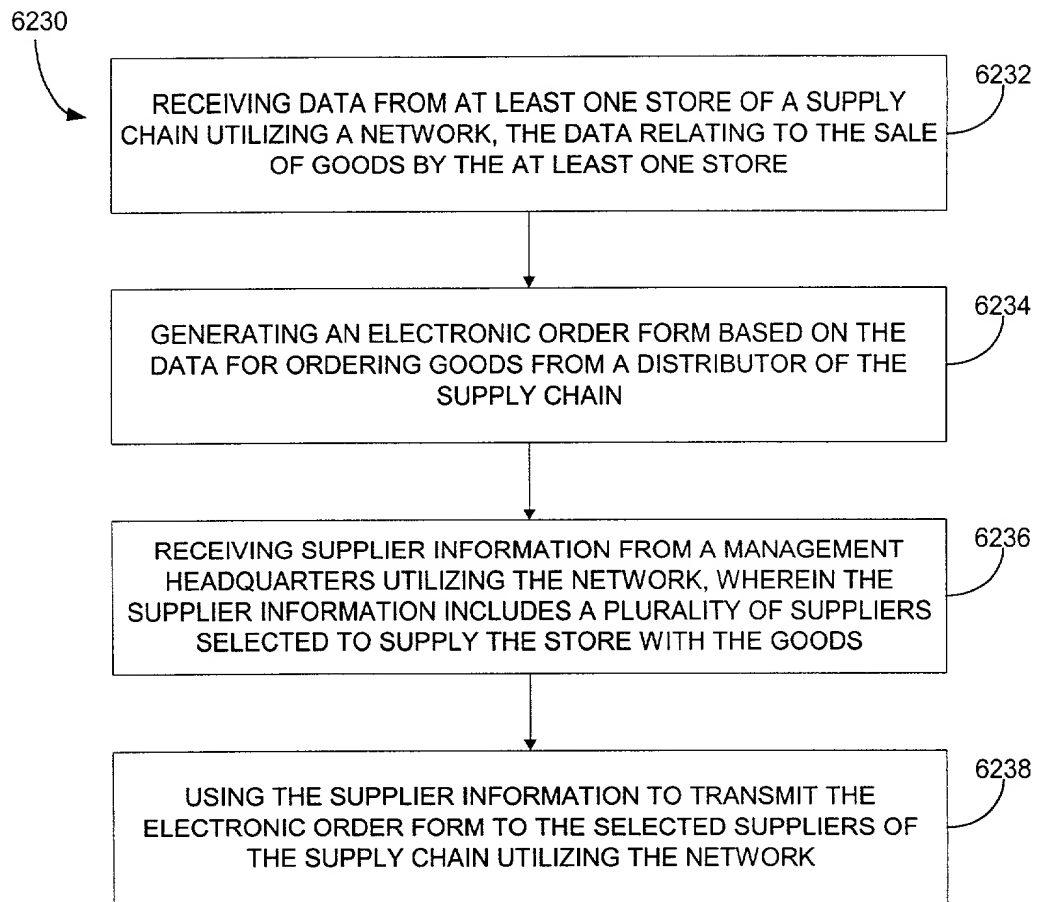 6230
6232
RECEIVING DATA FROM AT LEAST ONE STORE OF A SUPPLY
CHAIN UTILIZING A NETWORK, THE DATA RELATING TO THE SALE
OF GOODS BY THE AT LEAST ONE STORE
6234
GENERATING AN ELECTRONIC ORDER FORM BASED ON THE
DATA FOR ORDERING GOODS FROM A DISTRIBUTOR OF THE
SUPPLY CHAIN
6236
RECEIVING SUPPLIER INFORMATION FROM A MANAGEMENT
HEADQUARTERS UTILIZING THE NETWORK, WHEREIN THE
SUPPLIER INFORMATION INCLUDES A PLURALITY OF SUPPLIERS
SELECTED TO SUPPLY THE STORE WITH THE GOODS
6238
USING THE SUPPLIER INFORMATION TO TRANSMIT THE
ELECTRONIC ORDER FORM TO THE SELECTED SUPPLIERS OF
THE SUPPLY CHAIN UTILIZING THE NETWORK